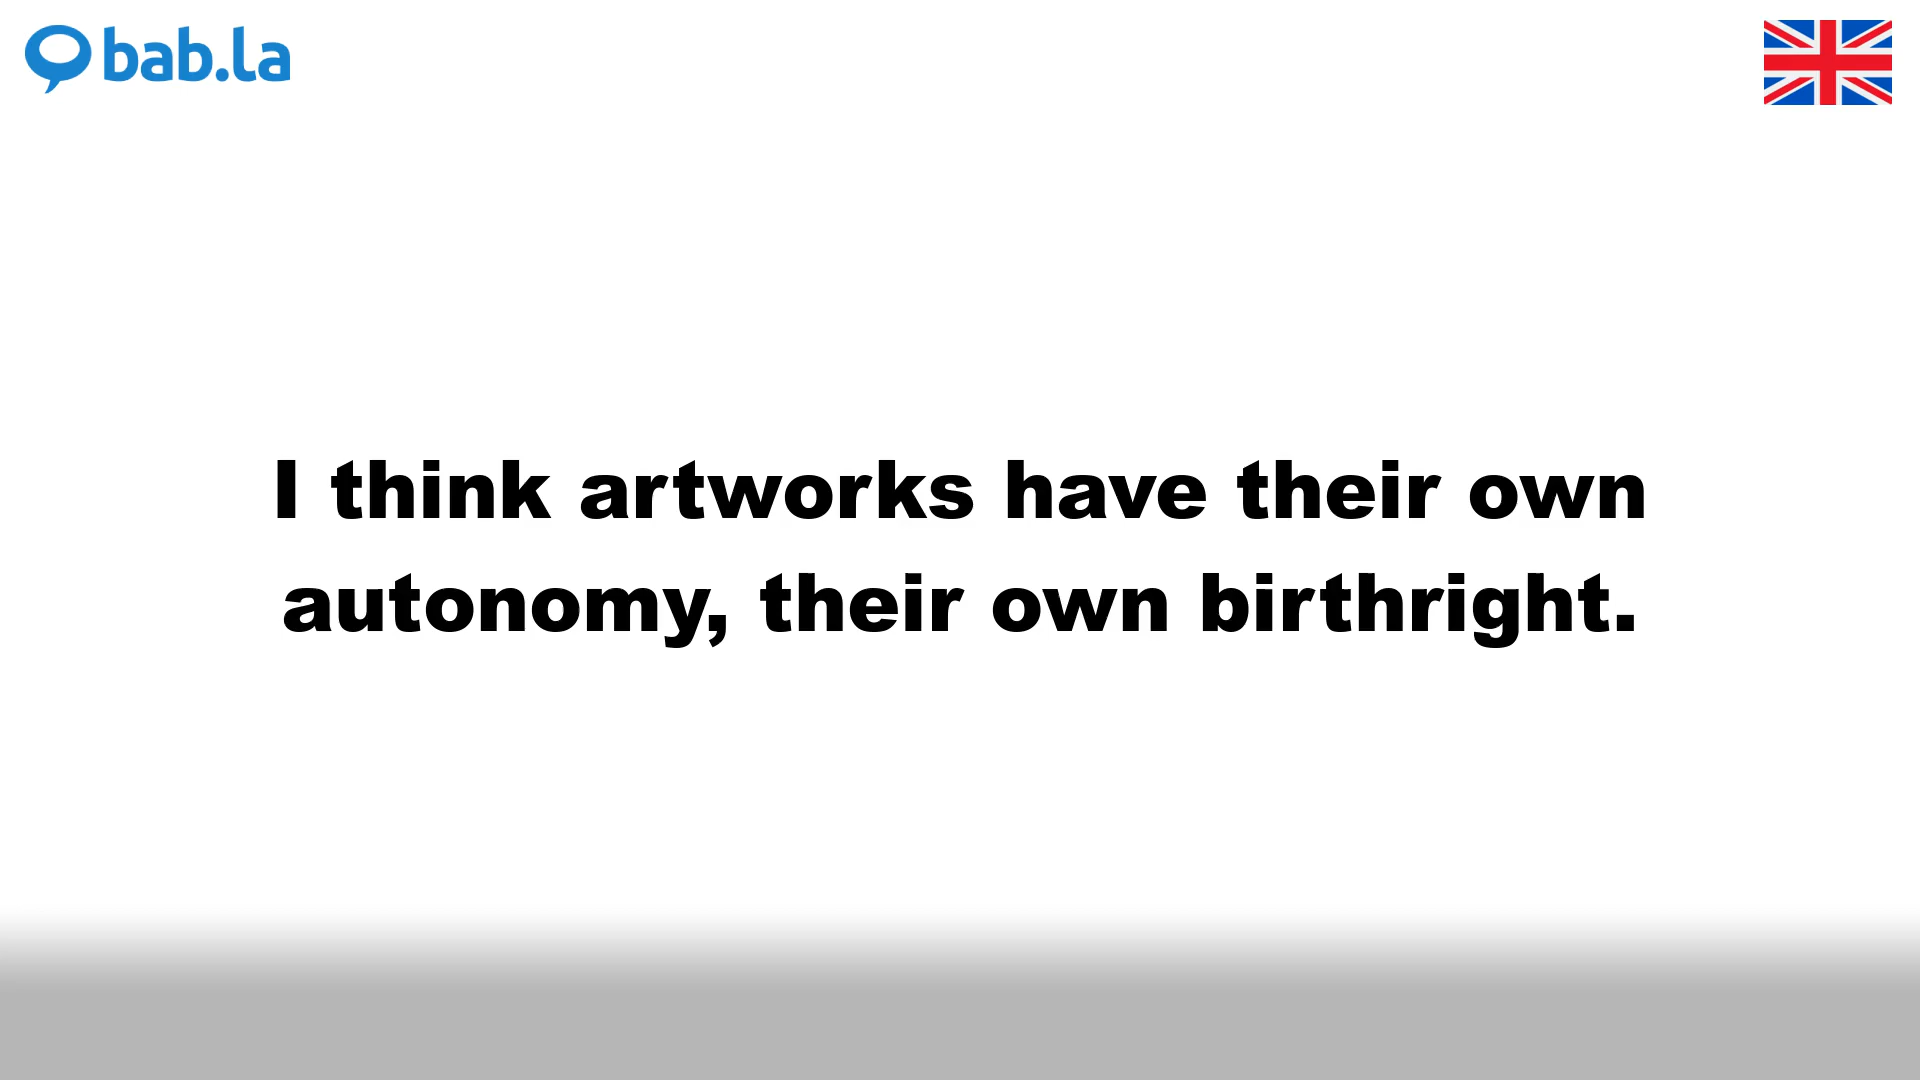 bab.la
I think artworks have their own
autonomy, their own birthright.